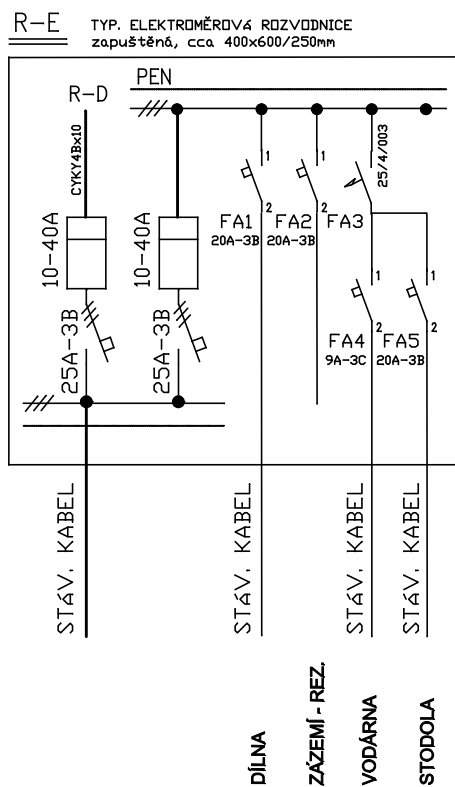 R-E
TYP. ELEKTROMĚROVÁ ROZVODNICE
zapuštěná, cca 400x600/250mm
PEN
R-D
CYKY4Bx10
10-40A
10-40A
25A-3B
25A-3B
1
2
FA1
20A-3B
1
2
FA2
20A-3B
25/4/003
FA3
1
2
FA4
9A-3C
1
2
FA5
20A-3B
STÁV. KABEL
STÁV. KABEL
STÁV. KABEL
STÁV. KABEL
DÍLNA
ZÁZEMÍ - REZ.
VODÁRNA
STODOLA